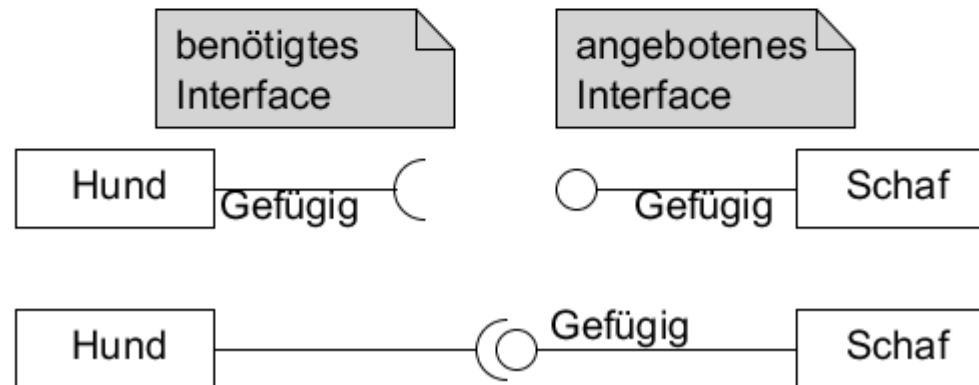 benötigtes
Interface
angebotenes
Interface
Hund
Gefügig
Gefügig
Schaf
Hund
Gefügig
Schaf